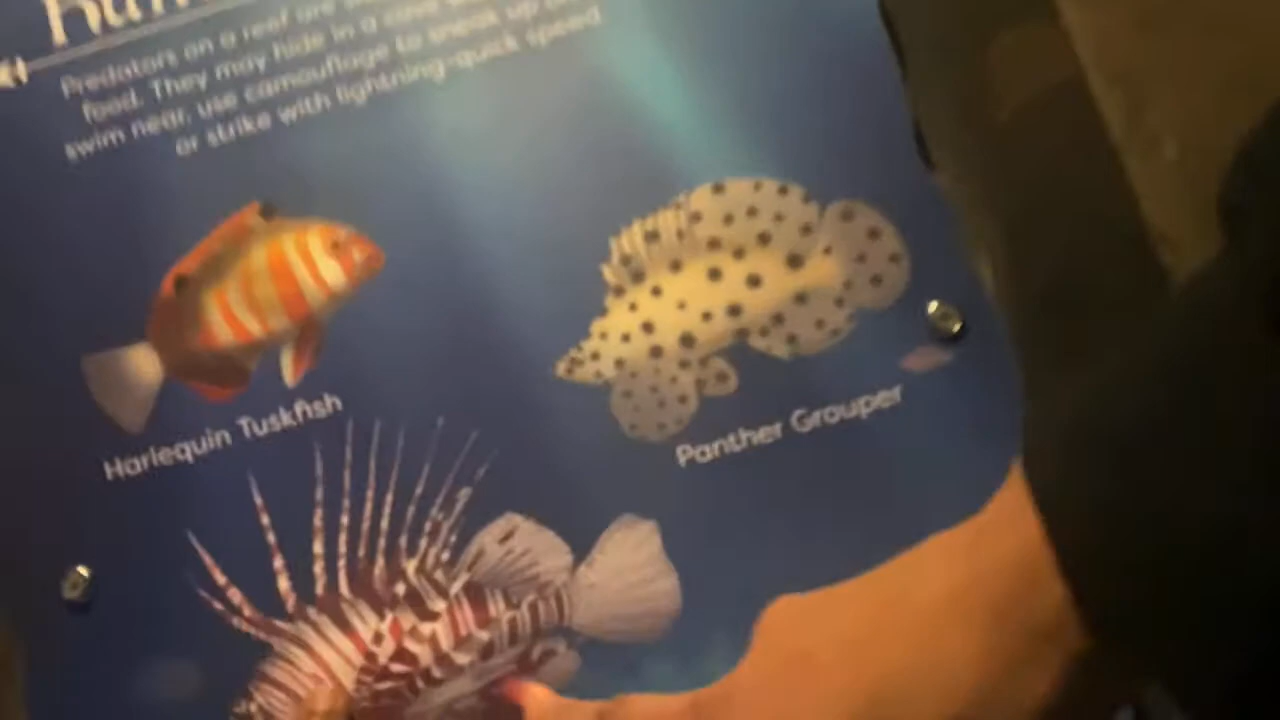 Predators on a reef are
food. They may hide in a cave
swim near, use camouflage to sneak up
or strike with lightning-quick speed
Harlequin Tuskfish
Panther Grouper